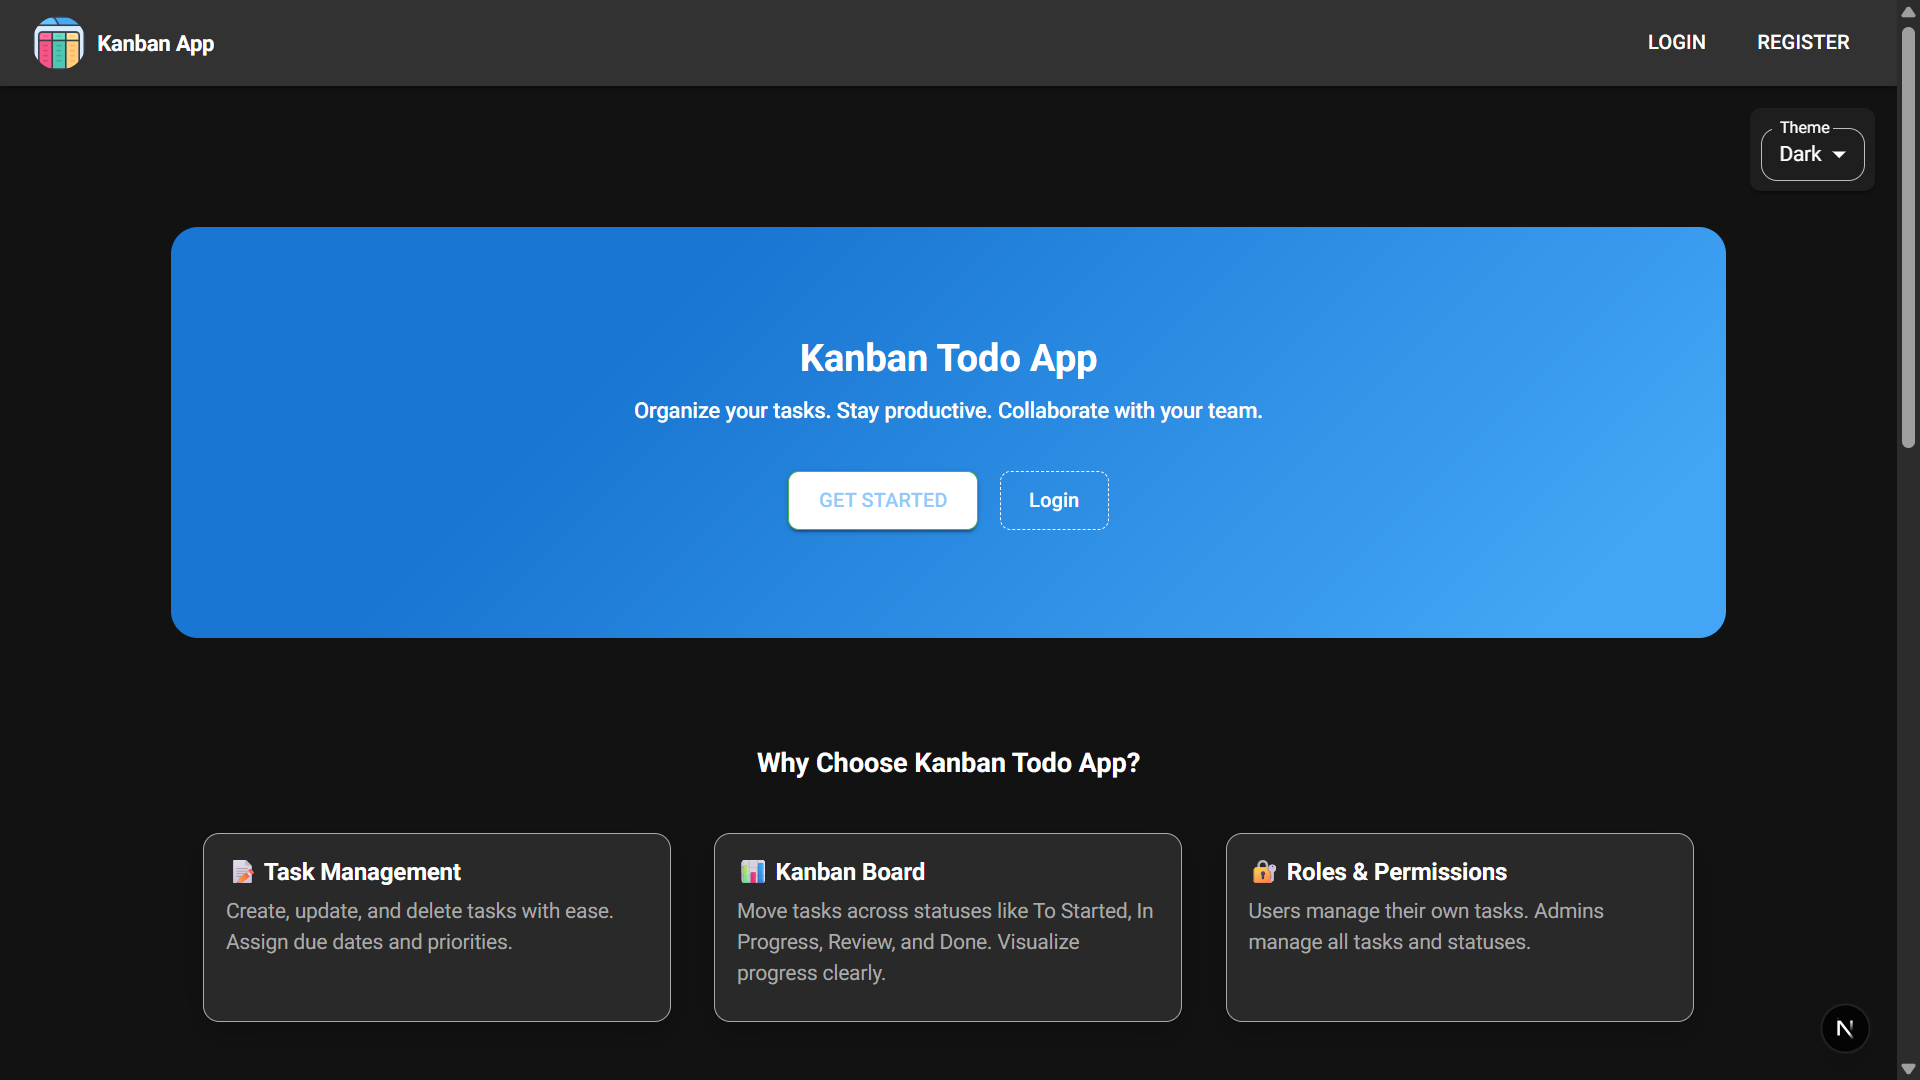 Kanban App
LOGIN
REGISTER
Theme
Dark
Kanban Todo App
Organize your tasks. Stay productive. Collaborate with your team.
GET STARTED
Login
Why Choose Kanban Todo App?
Task Management
Create, update, and delete tasks with ease.
Assign due dates and priorities.
Kanban Board
Move tasks across statuses like To Started, In
Progress, Review, and Done. Visualize
progress clearly.
Roles & Permissions
Users manage their own tasks. Admins
manage all tasks and statuses.
N